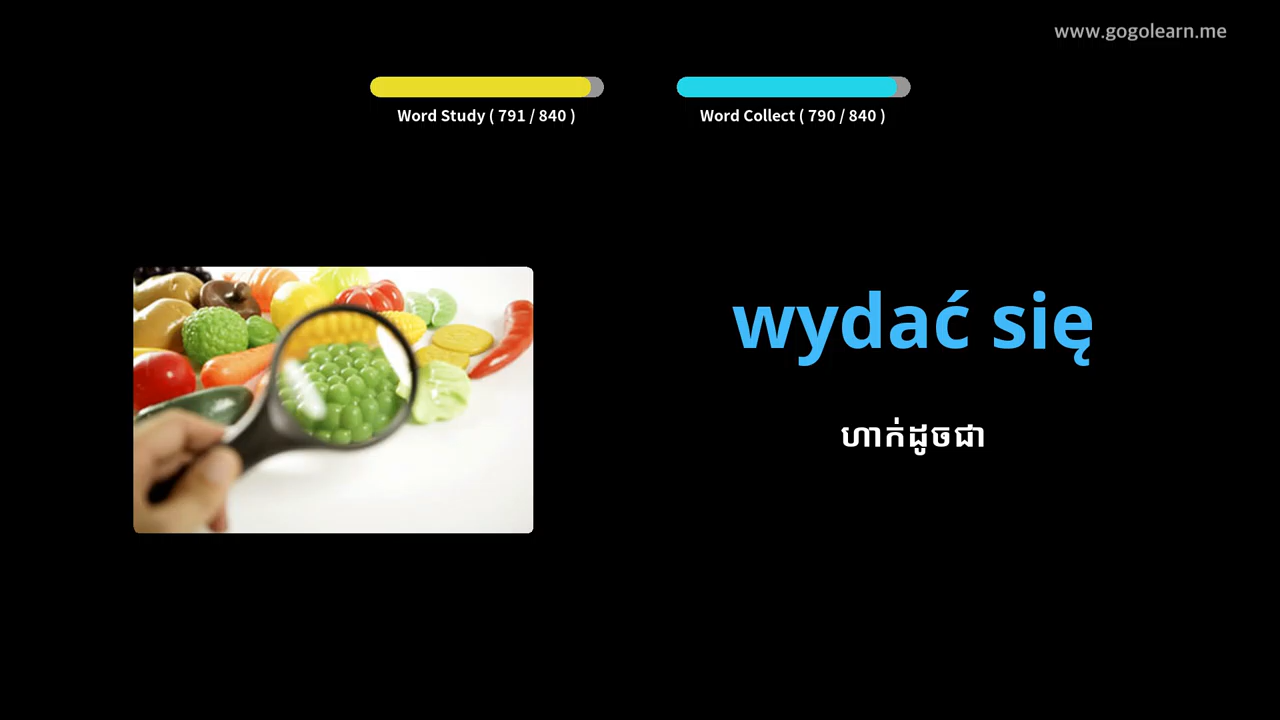 www.gogolearn.me
Word Study ( 791 / 840 )
Word Collect ( 790 / 840 )
wydać się
ហាក់ដូចជា